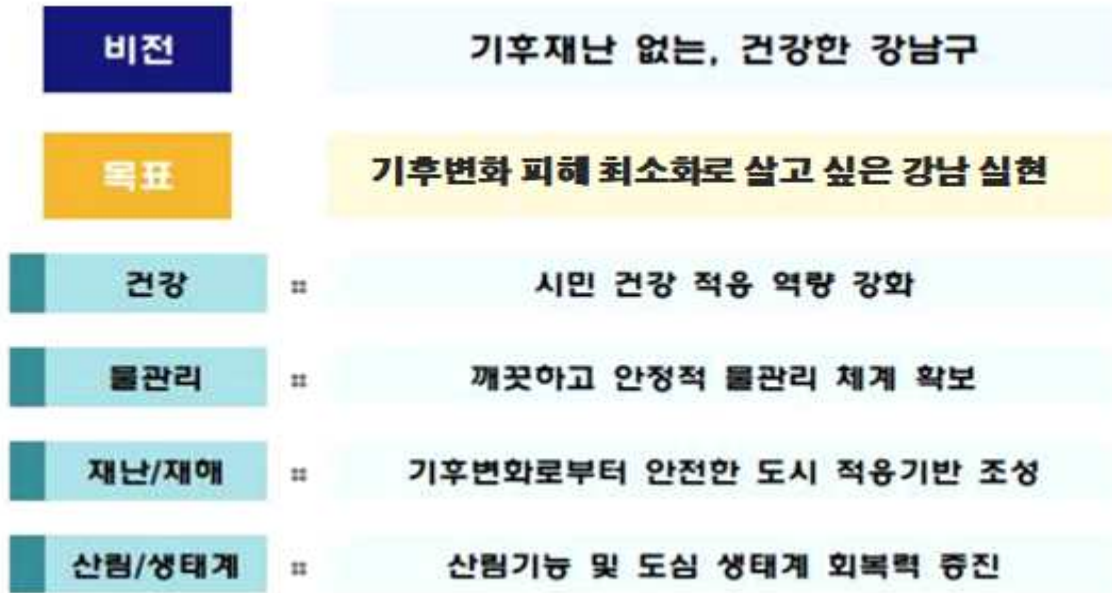 비전
기후재난 없는, 건강한 강남구
목표
기후변화 피해 최소화로 살고 싶은 강남 실현
건강 :: 시민 건강 적응 역량 강화
물관리 :: 깨끗하고 안정적 물관리 체계 확보
재난/재해 :: 기후변화로부터 안전한 도시 적응기반 조성
산림/생태계 :: 산림기능 및 도심 생태계 회복력 증진